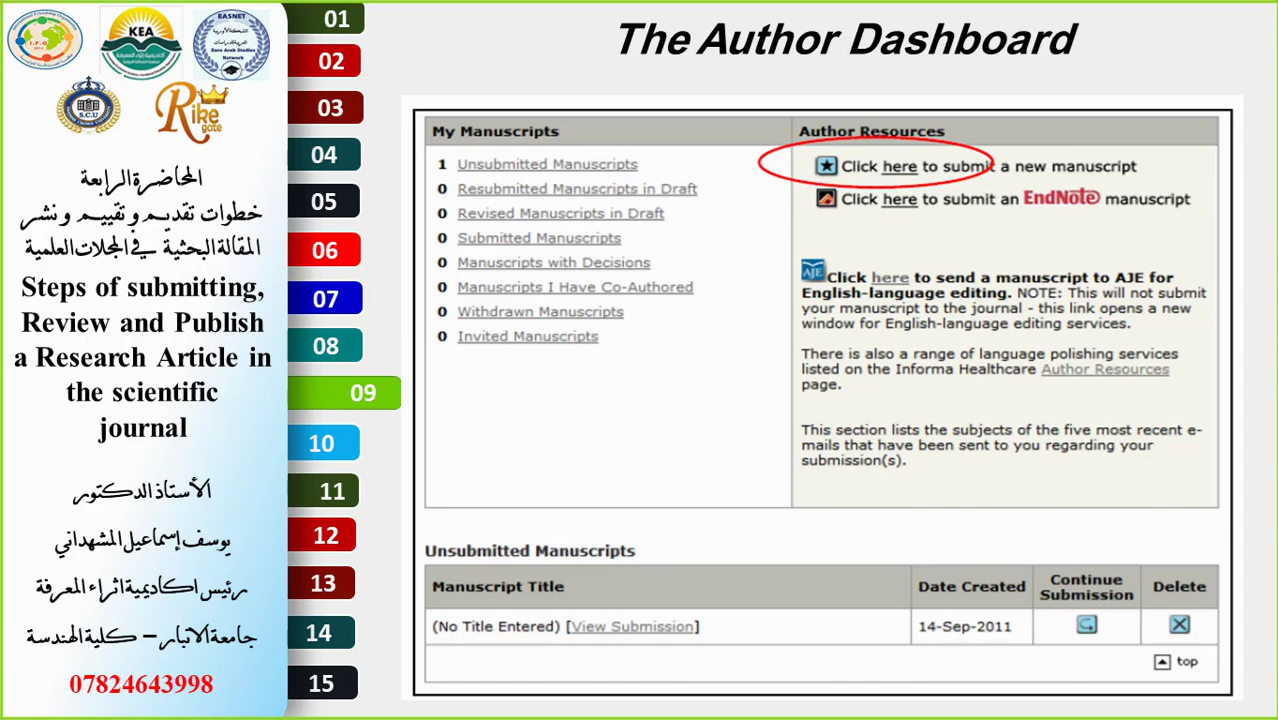 I.F.O
KEA
EASNET
Euro Arab Studies
Network
S.C.U
Rike
gate
المحاضرة الرابعة
خطوات تقديم وتقييم ونشر
المقالة البحثية في المجلات العلمية
Steps of submitting,
Review and Publish
a Research Article in
the scientific
journal
الأستاذ الدكتور
يوسف إسماعيل المشهداني
رئيس اكاديمية اثراء المعرفة
جامعة الانبار – كلية الهندسة
07824643998
01
02
03
04
05
06
07
08
09
10
11
12
13
14
15
The Author Dashboard
My Manuscripts
1 Unsubmitted Manuscripts
0 Resubmitted Manuscripts in Draft
0 Revised Manuscripts in Draft
0 Submitted Manuscripts
0 Manuscripts with Decisions
0 Manuscripts I Have Co-Authored
0 Withdrawn Manuscripts
0 Invited Manuscripts
Author Resources
Click here to submit a new manuscript
Click here to submit an EndNote manuscript
AJE Click here to send a manuscript to AJE for
English-language editing. NOTE: This will not submit
your manuscript to the journal - this link opens a new
window for English-language editing services.
There is also a range of language polishing services
listed on the Informa Healthcare Author Resources
page.
This section lists the subjects of the five most recent e-
mails that have been sent to you regarding your
submission(s).
Unsubmitted Manuscripts
Manuscript Title Date Created Continue Submission Delete
(No Title Entered) [View Submission] 14-Sep-2011
top